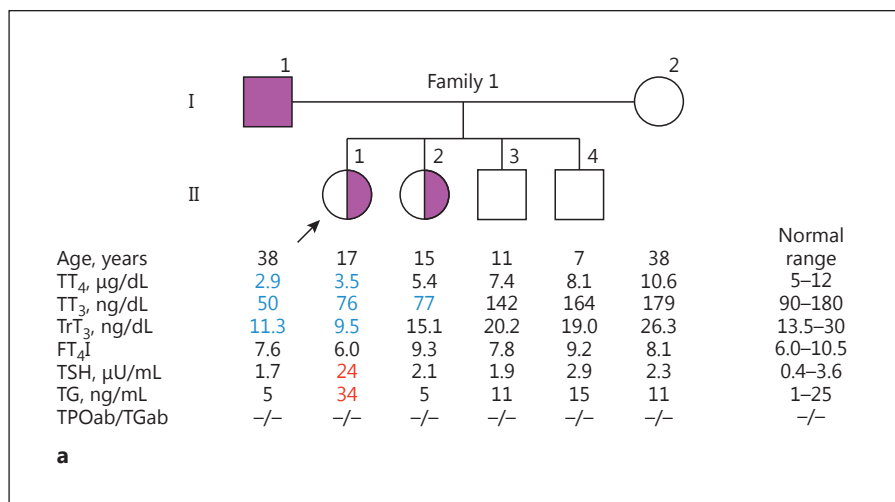 1
2
Family 1
I
1
2
3
4
II
Normal
range
Age, years 38 17 15 11 7 38
TT4, µg/dL 2.9 3.5 5.4 7.4 8.1 10.6 5–12
TT3, ng/dL 50 76 77 142 164 179 90–180
TrT3, ng/dL 11.3 9.5 15.1 20.2 19.0 26.3 13.5–30
FT4I 7.6 6.0 9.3 7.8 9.2 8.1 6.0–10.5
TSH, µU/mL 1.7 24 2.1 1.9 2.9 2.3 0.4–3.6
TG, ng/mL 5 34 5 11 15 11 1–25
TPOab/TGab –/– –/– –/– –/– –/– –/– –/–
a